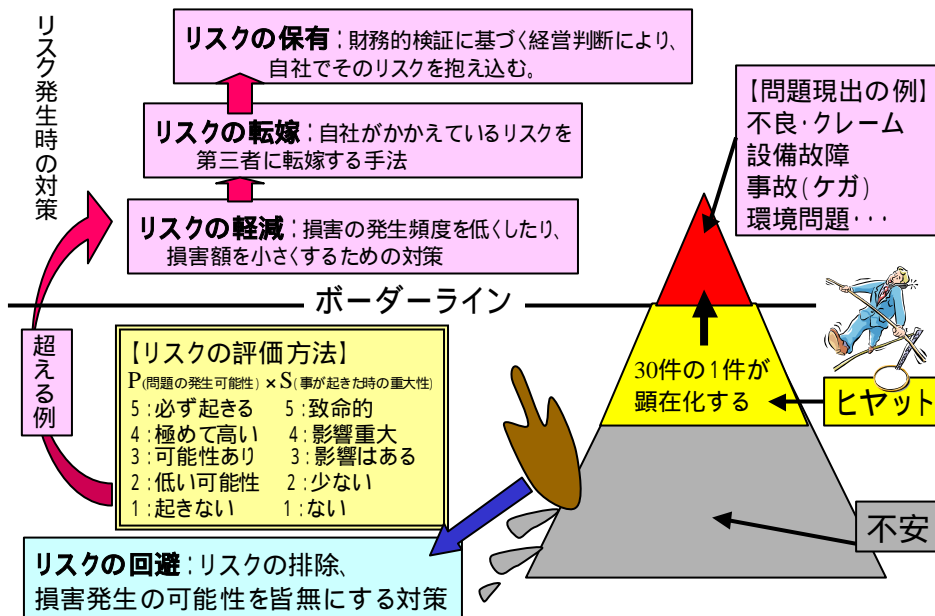 リスク発生時の対策
リスクの保有：財務的検証に基づく経営判断により、
自社でそのリスクを抱え込む。
リスクの転嫁：自社がかかえているリスクを
第三者に転嫁する手法
リスクの軽減：損害の発生頻度を低くしたり、
損害額を小さくするための対策
【問題現出の例】
不良・クレーム
設備故障
事故(ケガ)
環境問題・・・
ボーダーライン
超える例
【リスクの評価方法】
P(問題の発生可能性)×S(事が起きた時の重大性)
5：必ず起きる 5：致命的
4：極めて高い 4：影響重大
3：可能性あり 3：影響はある
2：低い可能性 2：少ない
1：起きない 1：ない
30件の1件が
顕在化する
ヒヤット
不安
リスクの回避：リスクの排除、
損害発生の可能性を皆無にする対策